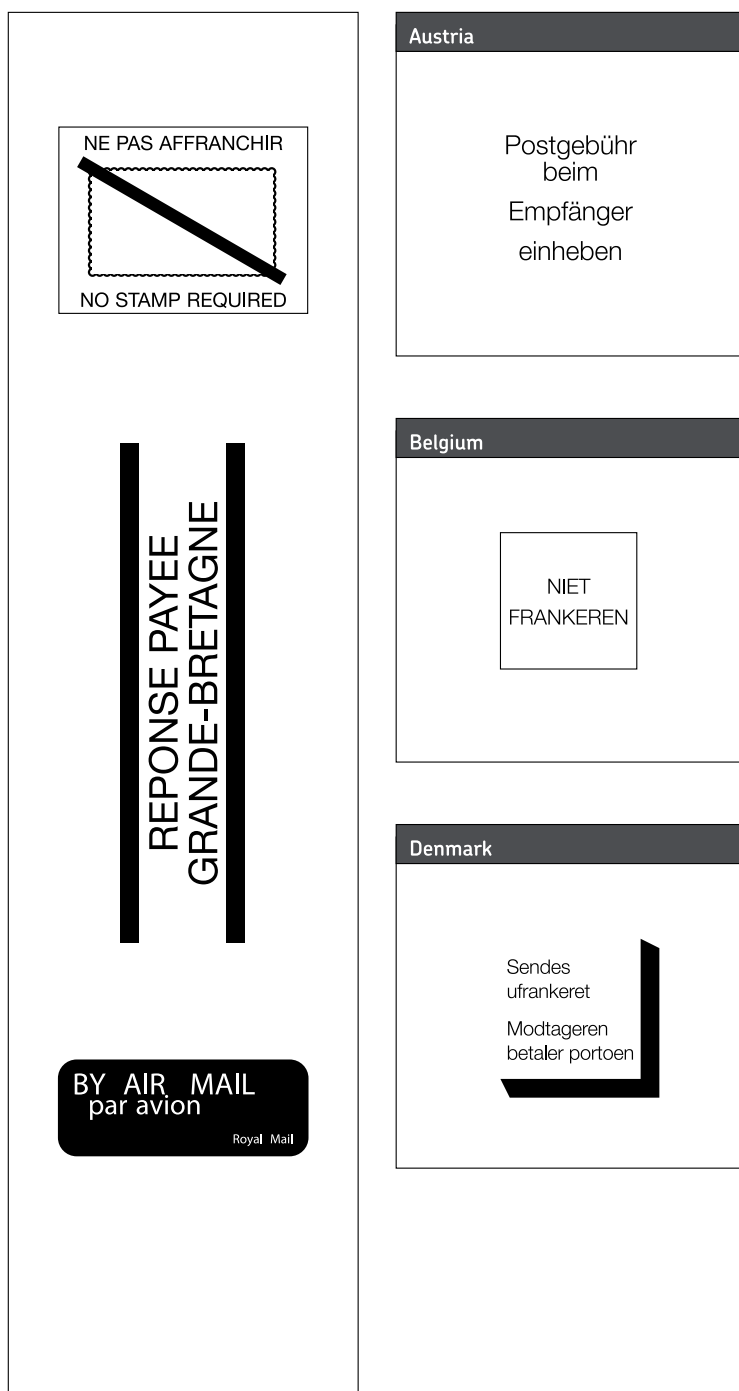 NE PAS AFFRANCHIR
NO STAMP REQUIRED
REPONSE PAYEE
GRANDE-BRETAGNE
BY AIR MAIL
par avion
Royal Mail
Austria
Postgebühr
beim
Empfänger
einheben
Belgium
NIET
FRANKEREN
Denmark
Sendes
ufrankeret
Modtageren
betaler portoen